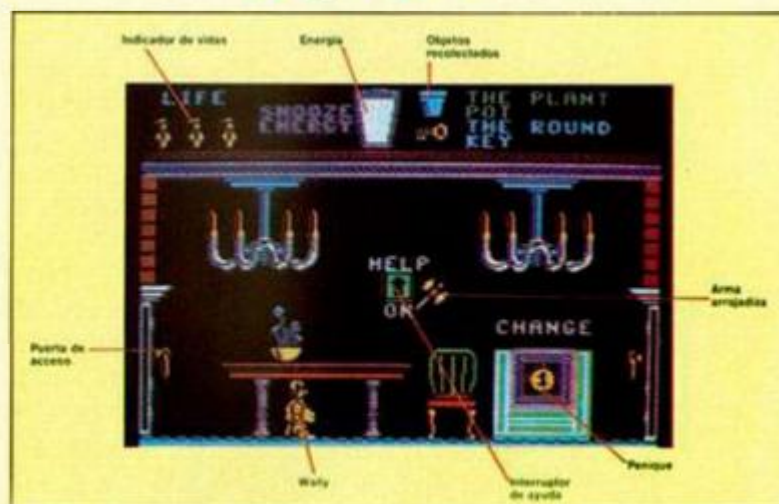 Indicador de vidas
Energía
Objetos
recolectados
LIFE
SNOOZE
ENERGY
THE PLANT
POT
THE ROUND
KEY
HELP
ON
Arma
arrojadiza
CHANGE
Puerta de
acceso
1
Wally
Interruptor
de ayuda
Penique